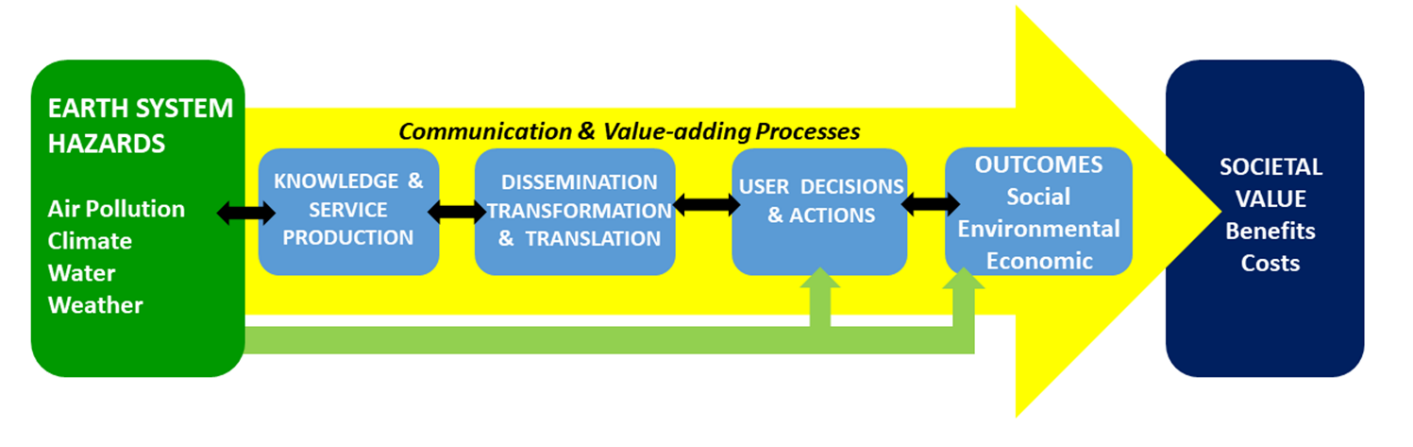 EARTH SYSTEM
HAZARDS
Air Pollution
Climate
Water
Weather
Communication & Value-adding Processes
KNOWLEDGE &
SERVICE
PRODUCTION
DISSEMINATION
TRANSFORMATION
& TRANSLATION
USER DECISIONS
& ACTIONS
OUTCOMES
Social
Environmental
Economic
SOCIETAL
VALUE
Benefits
Costs